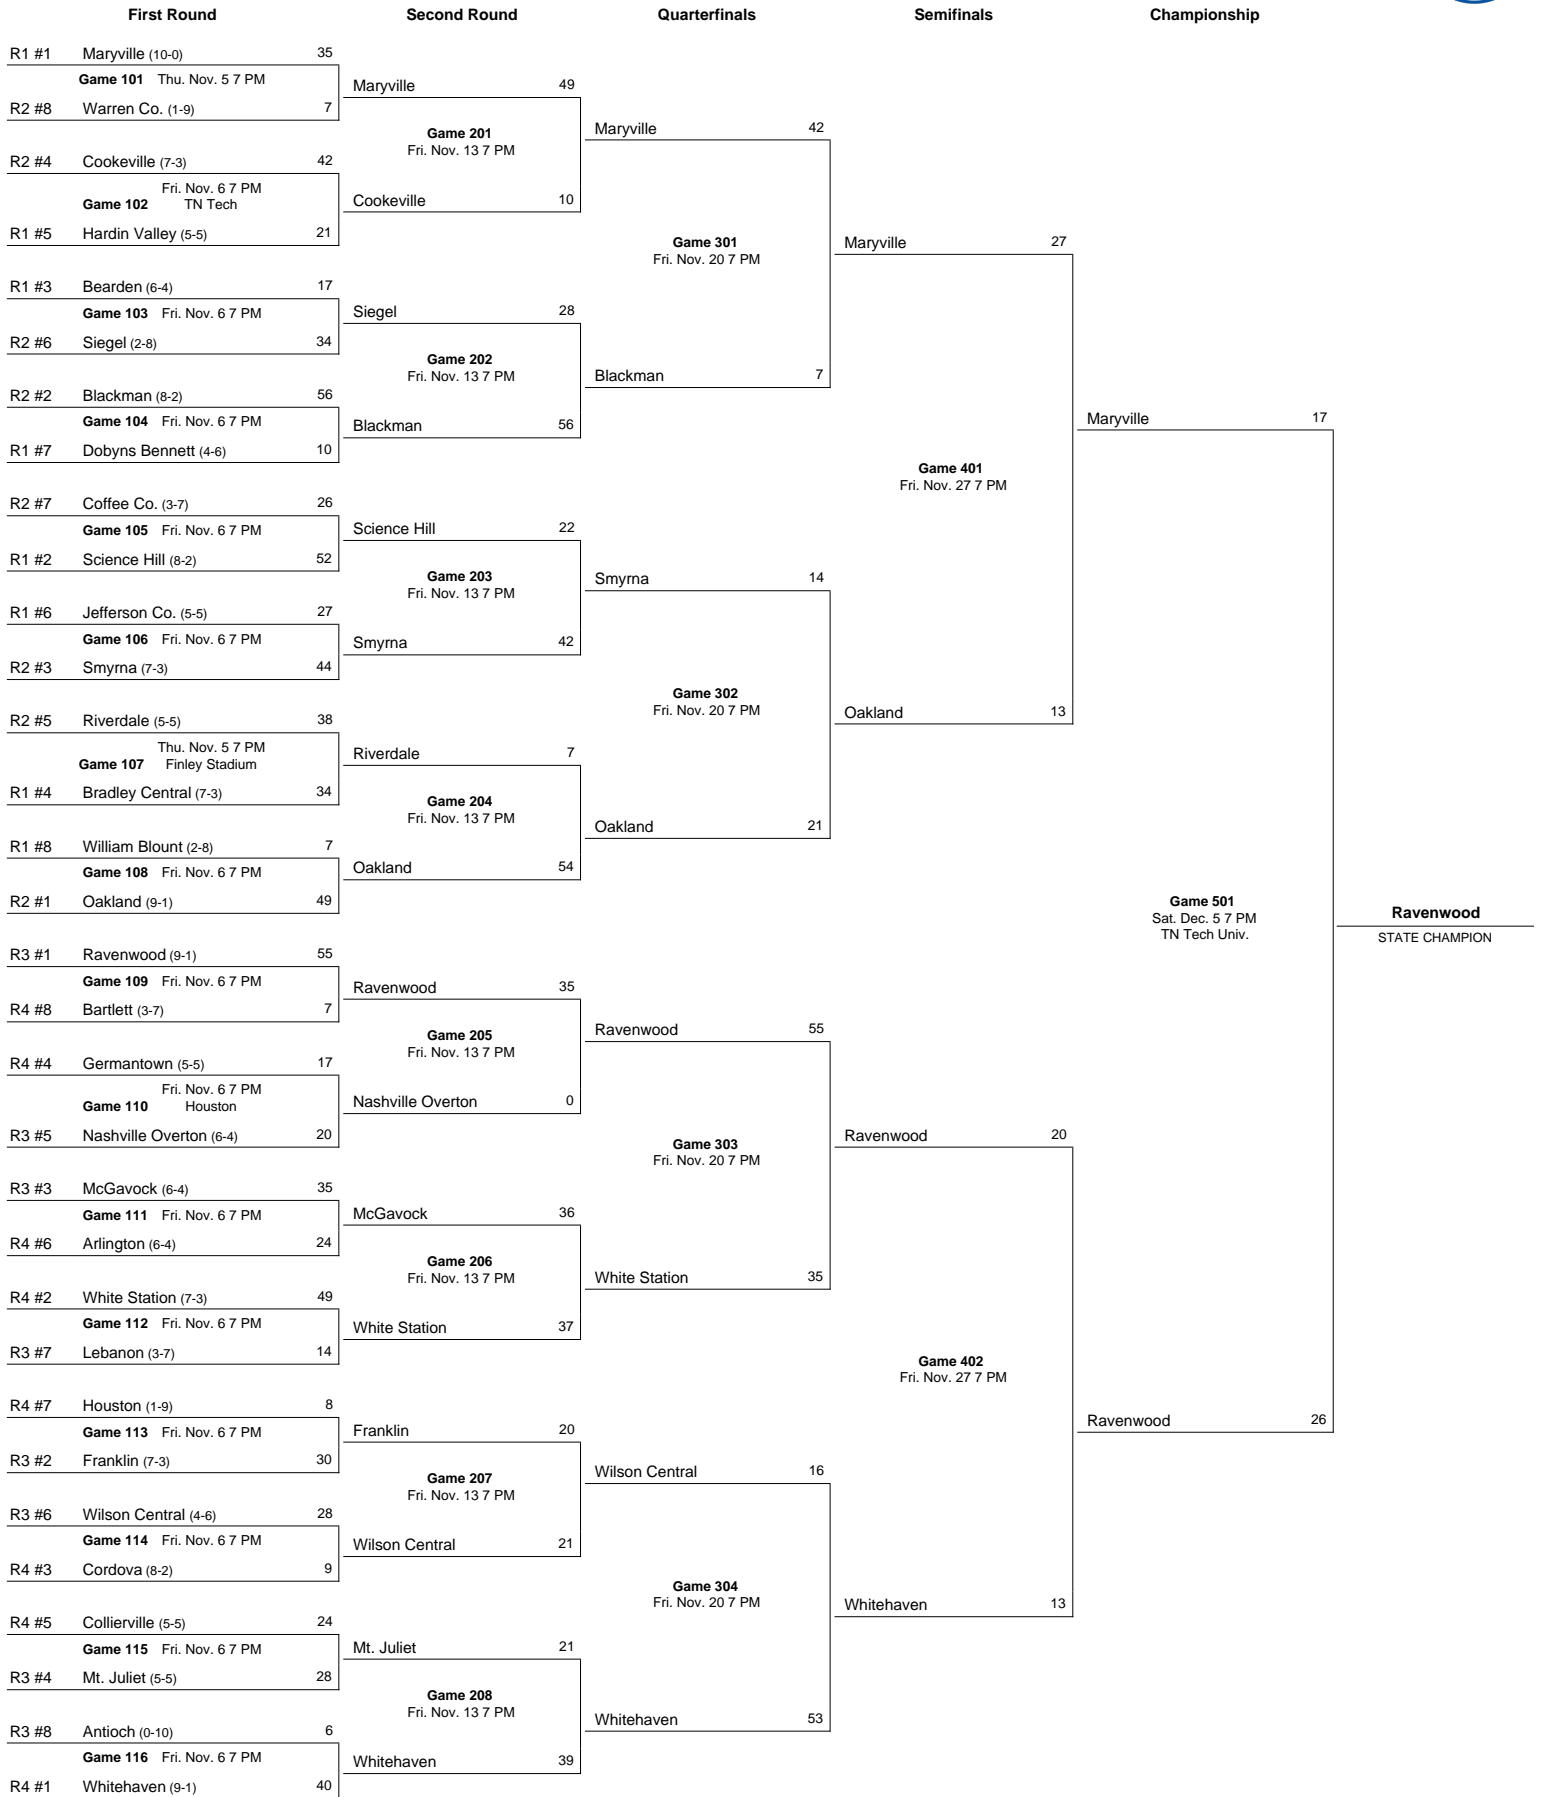 First Round Second Round Quarterfinals Semifinals Championship
R1 #1 Maryville (10-0) 35
Game 101 Thu. Nov. 5 7 PM
R2 #8 Warren Co. (1-9) 7
R2 #4 Cookeville (7-3) 42
Fri. Nov. 6 7 PM
Game 102 TN Tech
R1 #5 Hardin Valley (5-5) 21
R1 #3 Bearden (6-4) 17
Game 103 Fri. Nov. 6 7 PM
R2 #6 Siegel (2-8) 34
R2 #2 Blackman (8-2) 56
Game 104 Fri. Nov. 6 7 PM
R1 #7 Dobyns Bennett (4-6) 10
R2 #7 Coffee Co. (3-7) 26
Game 105 Fri. Nov. 6 7 PM
R1 #2 Science Hill (8-2) 52
R1 #6 Jefferson Co. (5-5) 27
Game 106 Fri. Nov. 6 7 PM
R2 #3 Smyrna (7-3) 44
R2 #5 Riverdale (5-5) 38
Thu. Nov. 5 7 PM
Game 107 Finley Stadium
R1 #4 Bradley Central (7-3) 34
R1 #8 William Blount (2-8) 7
Game 108 Fri. Nov. 6 7 PM
R2 #1 Oakland (9-1) 49
R3 #1 Ravenwood (9-1) 55
Game 109 Fri. Nov. 6 7 PM
R4 #8 Bartlett (3-7) 7
R4 #4 Germantown (5-5) 17
Fri. Nov. 6 7 PM
Game 110 Houston
R3 #5 Nashville Overton (6-4) 20
R3 #3 McGavock (6-4) 35
Game 111 Fri. Nov. 6 7 PM
R4 #6 Arlington (6-4) 24
R4 #2 White Station (7-3) 49
Game 112 Fri. Nov. 6 7 PM
R3 #7 Lebanon (3-7) 14
R4 #7 Houston (1-9) 8
Game 113 Fri. Nov. 6 7 PM
R3 #2 Franklin (7-3) 30
R3 #6 Wilson Central (4-6) 28
Game 114 Fri. Nov. 6 7 PM
R4 #3 Cordova (8-2) 9
R4 #5 Collierville (5-5) 24
Game 115 Fri. Nov. 6 7 PM
R3 #4 Mt. Juliet (5-5) 28
R3 #8 Antioch (0-10) 6
Game 116 Fri. Nov. 6 7 PM
R4 #1 Whitehaven (9-1) 40
Maryville 49
Game 201
Fri. Nov. 13 7 PM
Cookeville 10
Siegel 28
Game 202
Fri. Nov. 13 7 PM
Blackman 56
Science Hill 22
Game 203
Fri. Nov. 13 7 PM
Smyrna 42
Riverdale 7
Game 204
Fri. Nov. 13 7 PM
Oakland 54
Ravenwood 35
Game 205
Fri. Nov. 13 7 PM
Nashville Overton 0
McGavock 36
Game 206
Fri. Nov. 13 7 PM
White Station 37
Franklin 20
Game 207
Fri. Nov. 13 7 PM
Wilson Central 21
Mt. Juliet 21
Game 208
Fri. Nov. 13 7 PM
Whitehaven 39
Maryville 42
Game 301
Fri. Nov. 20 7 PM
Blackman 7
Smyrna 14
Game 302
Fri. Nov. 20 7 PM
Oakland 21
Ravenwood 55
Game 303
Fri. Nov. 20 7 PM
White Station 35
Wilson Central 16
Game 304
Fri. Nov. 20 7 PM
Whitehaven 53
Maryville 27
Game 401
Fri. Nov. 27 7 PM
Oakland 13
Ravenwood 20
Game 402
Fri. Nov. 27 7 PM
Whitehaven 13
Maryville 17
Game 501
Sat. Dec. 5 7 PM
TN Tech Univ.
Ravenwood 26
Ravenwood
STATE CHAMPION